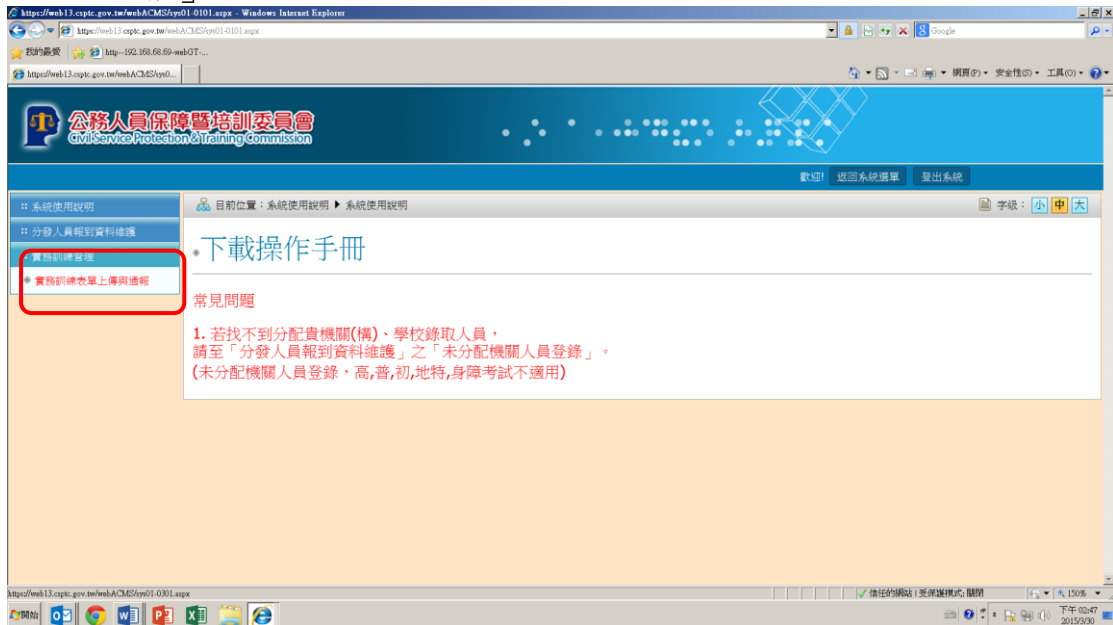 」
https://web13.csptc.gov.tw/webACMS/sys01-0101.aspx - Windows Internet Explorer
https://web13.csptc.gov.tw/webACMS/sys01-0101.aspx
Google
我的最愛
http--192.168.68.69-webGT-...
https://web13.csptc.gov.tw/webACMS/sys0...
網頁(P)
安全性(S)
工具(O)
公務人員保障暨培訓委員會
Civil Service Protection & Training Commission
歡迎! 返回系統選單 登出系統
系統使用說明
目前位置：系統使用說明 ▶ 系統使用說明
字級： 小 中 大
分發人員報到資料維護
實務訓練管理
實務訓練表單上傳與通報
下載操作手冊
常見問題
1. 若找不到分配貴機關(構)、學校錄取人員，
請至「分發人員報到資料維護」之「未分配機關人員登錄」。
(未分配機關人員登錄，高,普,初,地特,身障考試不適用)
https://web13.csptc.gov.tw/webACMS/sys01-0301.aspx
信任的網站 | 受保護模式: 關閉
150%
開始
下午 02:47
2015/3/30